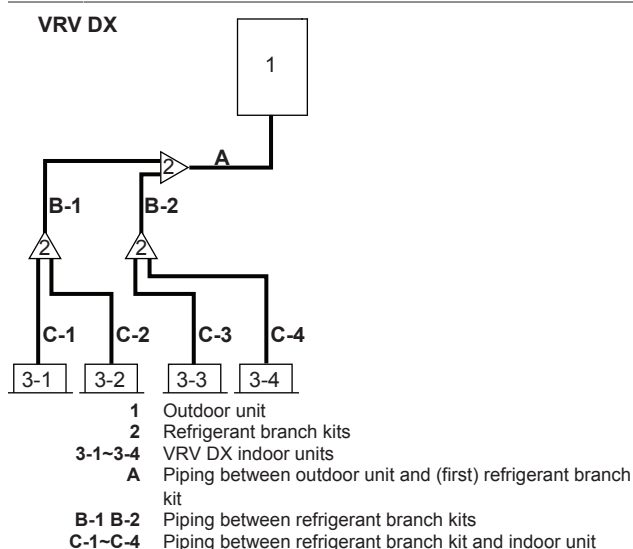 VRV DX
1
2
A
B-1
B-2
2
2
C-1
C-2
C-3
C-4
3-1
3-2
3-3
3-4
1 Outdoor unit
2 Refrigerant branch kits
3-1~3-4 VRV DX indoor units
A Piping between outdoor unit and (first) refrigerant branch
kit
B-1 B-2 Piping between refrigerant branch kits
C-1~C-4 Piping between refrigerant branch kit and indoor unit